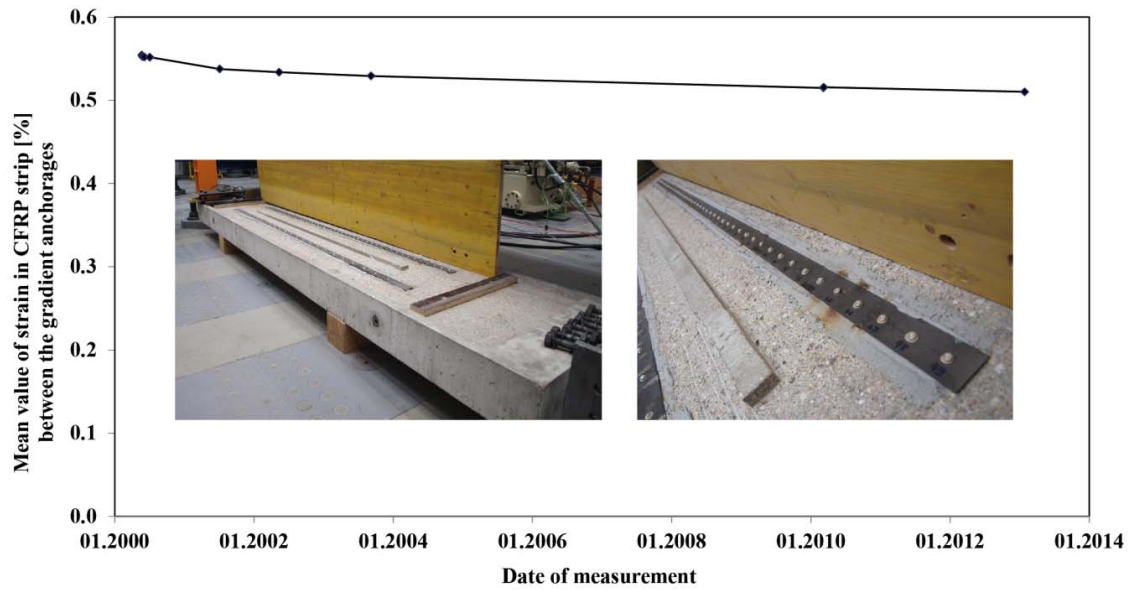 Mean value of strain in CFRP strip [%]
between the gradient anchorages
0.6
0.5
0.4
0.3
0.2
0.1
0.0
01.2000 01.2002 01.2004 01.2006 01.2008 01.2010 01.2012 01.2014
Date of measurement